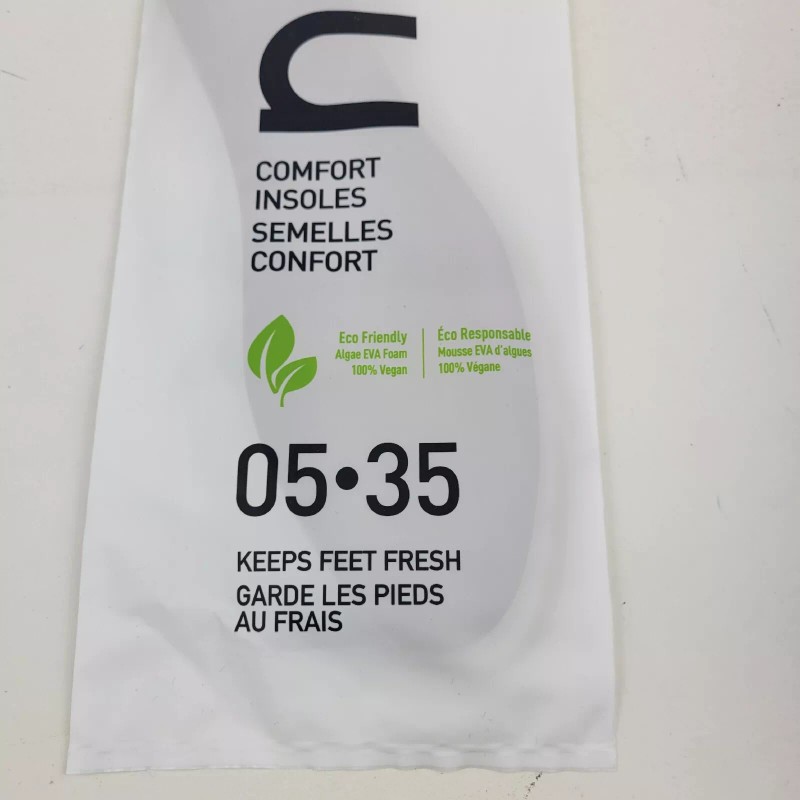 COMFORT
INSOLES
SEMELLES
CONFORT
Eco Friendly
Algae EVA Foam
100% Vegan
Éco Responsable
Mousse EVA d'algues
100% Végane
05•35
KEEPS FEET FRESH
GARDE LES PIEDS
AU FRAIS